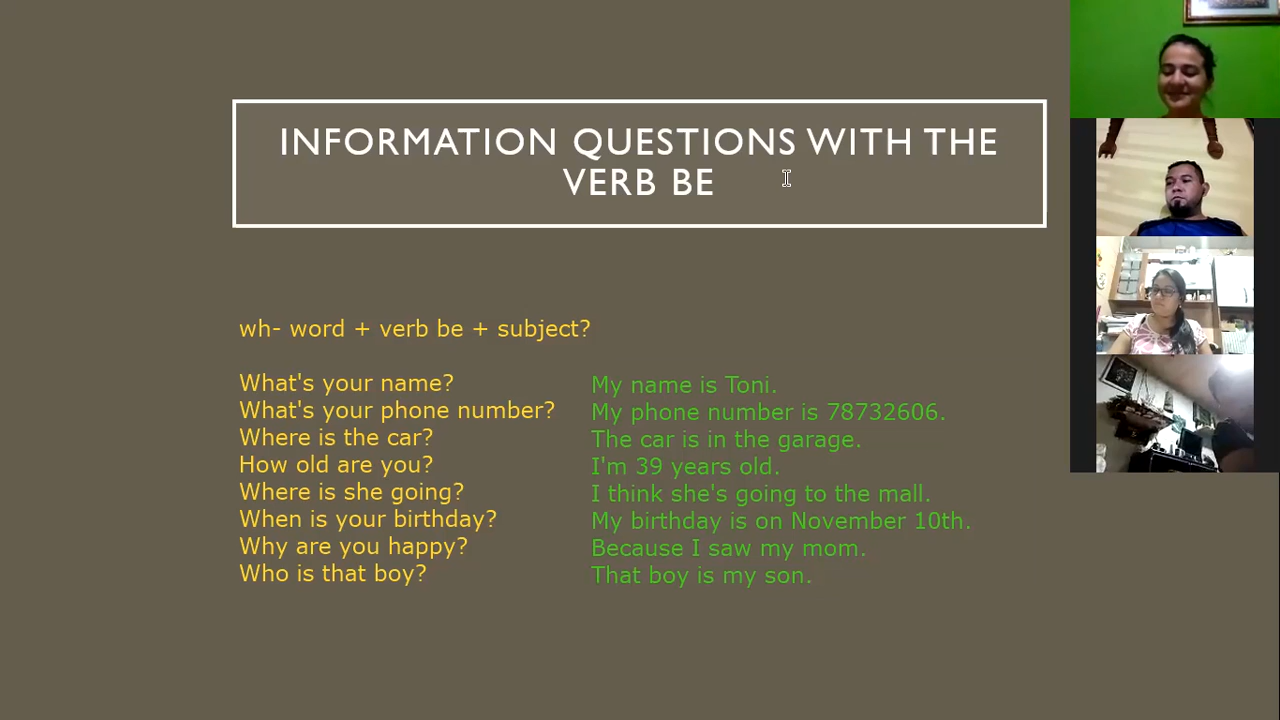 INFORMATION QUESTIONS WITH THE
VERB BE
wh- word + verb be + subject?
What's your name?
My name is Toni.
What's your phone number?
My phone number is 78732606.
Where is the car?
The car is in the garage.
How old are you?
I'm 39 years old.
Where is she going?
I think she's going to the mall.
When is your birthday?
My birthday is on November 10th.
Why are you happy?
Because I saw my mom.
Who is that boy?
That boy is my son.